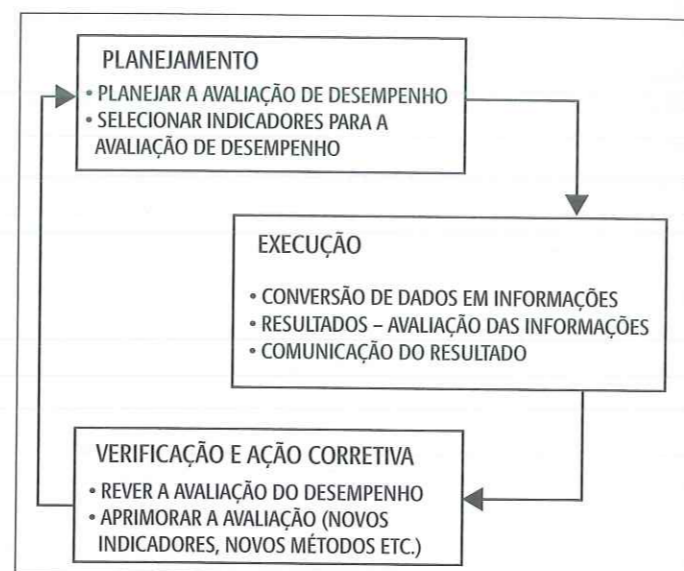 PLANEJAMENTO
• PLANEJAR A AVALIAÇÃO DE DESEMPENHO
• SELECIONAR INDICADORES PARA A
AVALIAÇÃO DE DESEMPENHO
EXECUÇÃO
• CONVERSÃO DE DADOS EM INFORMAÇÕES
• RESULTADOS – AVALIAÇÃO DAS INFORMAÇÕES
• COMUNICAÇÃO DO RESULTADO
VERIFICAÇÃO E AÇÃO CORRETIVA
• REVER A AVALIAÇÃO DO DESEMPENHO
• APRIMORAR A AVALIAÇÃO (NOVOS
INDICADORES, NOVOS MÉTODOS ETC.)